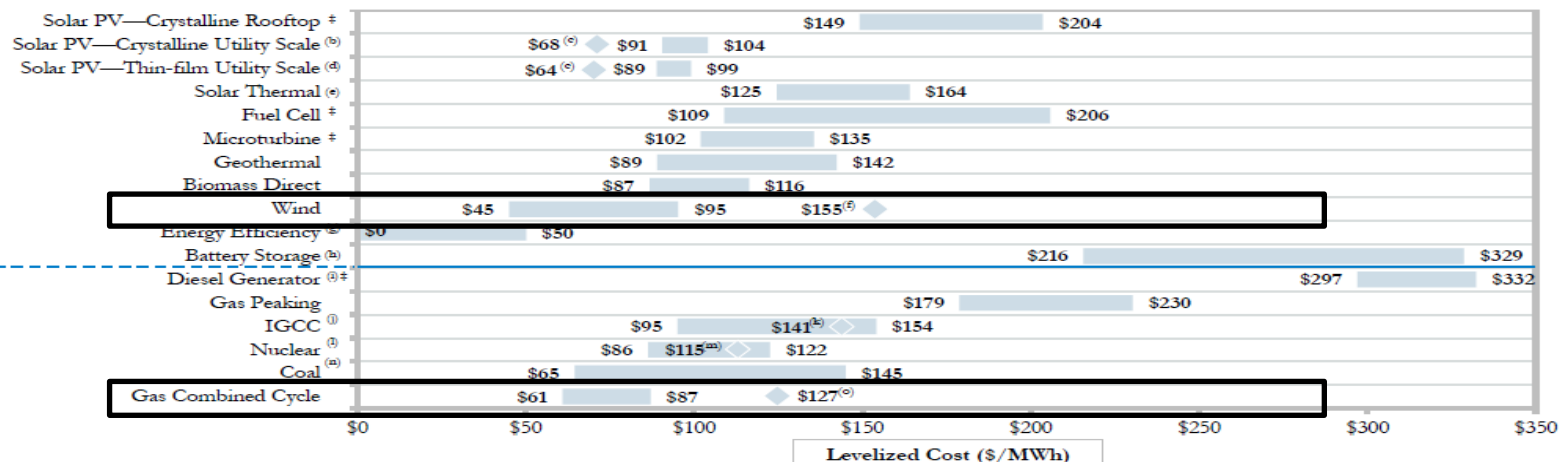 Solar PV—Crystalline Rooftop ‡ $149 $204
Solar PV—Crystalline Utility Scale (b) $68 (c) $91 $104
Solar PV—Thin-film Utility Scale (d) $64 (c) $89 $99
Solar Thermal (e) $125 $164
Fuel Cell ‡ $109 $206
Microturbine ‡ $102 $135
Geothermal $89 $142
Biomass Direct $87 $116
Wind $45 $95 $155(f)
Energy Efficiency (g) $0 $50
Battery Storage (h) $216 $329
Diesel Generator (i) ‡ $297 $332
Gas Peaking $179 $230
IGCC (j) $95 $141(k) $154
Nuclear (l) $86 $115(m) $122
Coal (n) $65 $145
Gas Combined Cycle $61 $87 $127(o)
$0 $50 $100 $150 $200 $250 $300 $350
Levelized Cost ($/MWh)